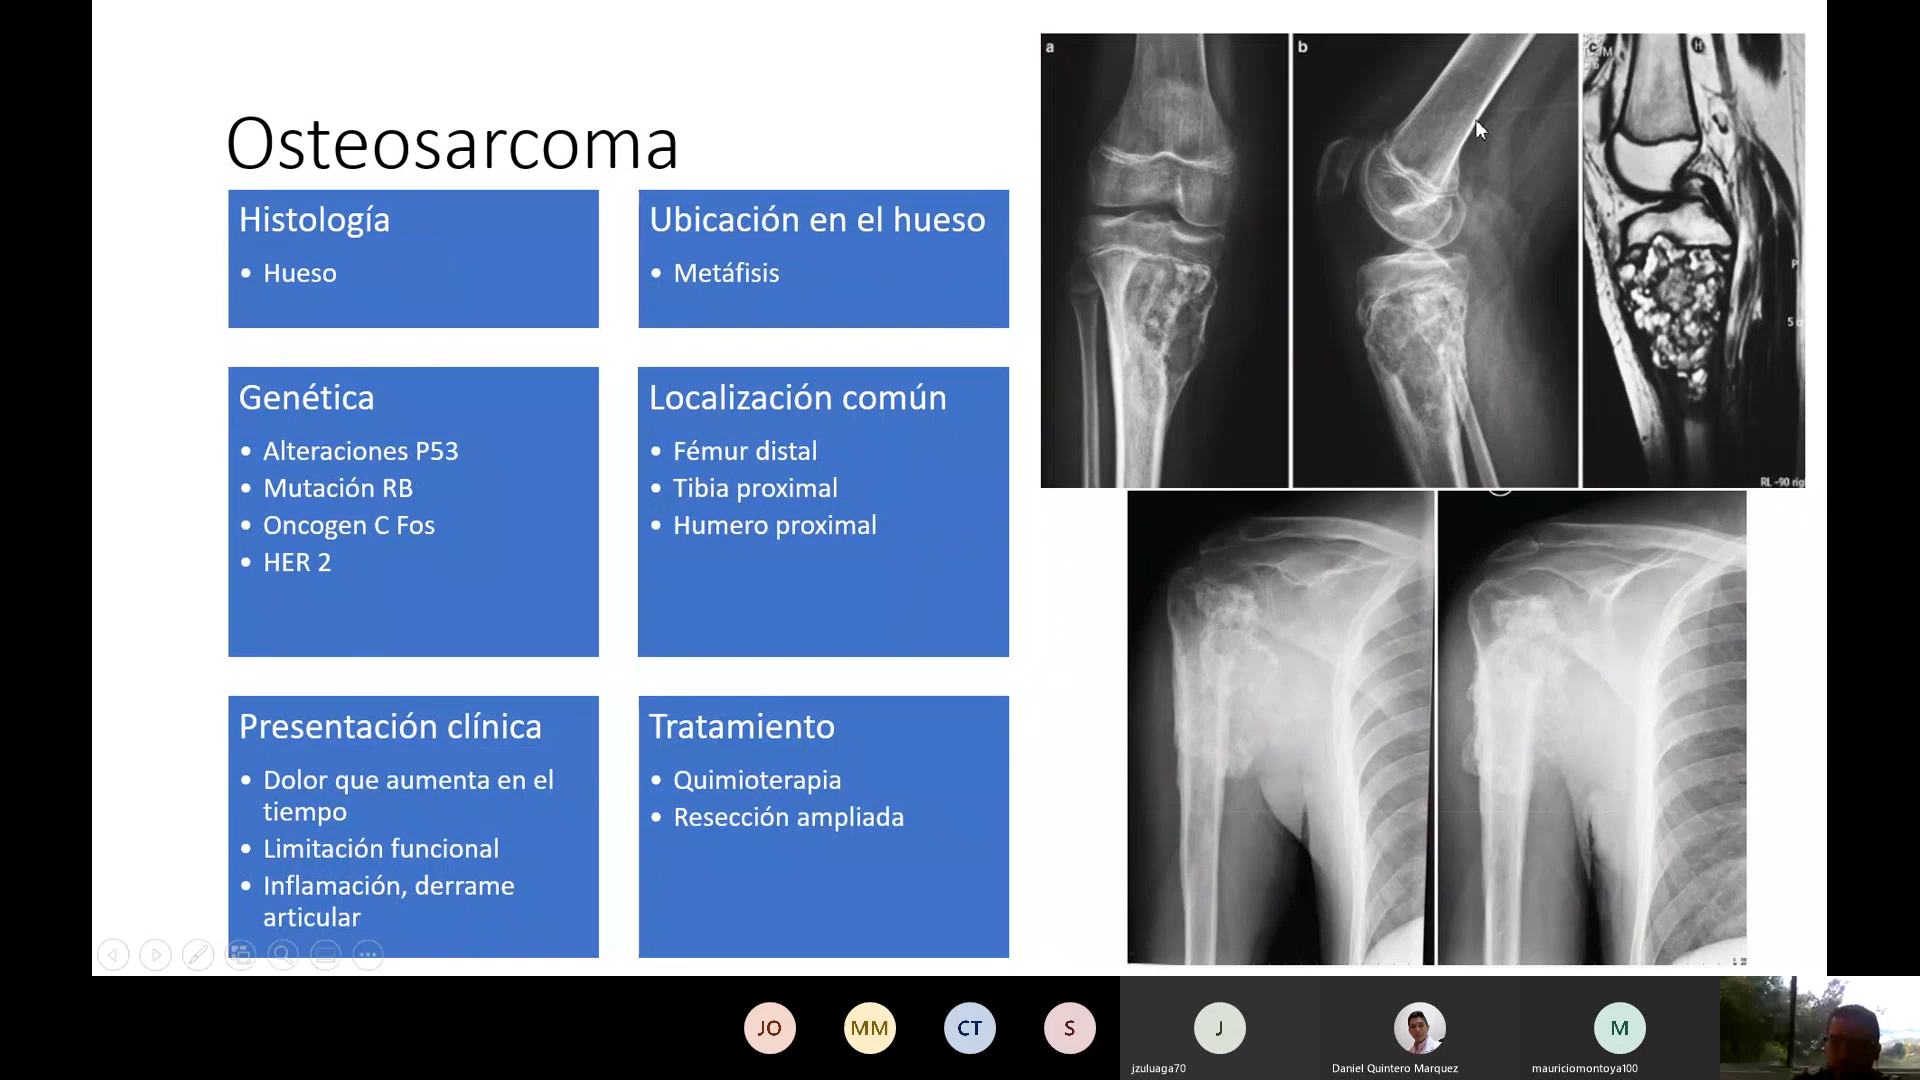 Osteosarcoma
Histología
• Hueso
Ubicación en el hueso
• Metáfisis
Genética
• Alteraciones P53
• Mutación RB
• Oncogen C Fos
• HER 2
Localización común
• Fémur distal
• Tibia proximal
• Humero proximal
Presentación clínica
• Dolor que aumenta en el
tiempo
• Limitación funcional
• Inflamación, derrame
articular
Tratamiento
• Quimioterapia
• Resección ampliada
a
b
c
H
P
RL -90 rig
JO
MM
CT
S
J
M
jzuluaga70
Daniel Quintero Marquez
mauriciomontoya100